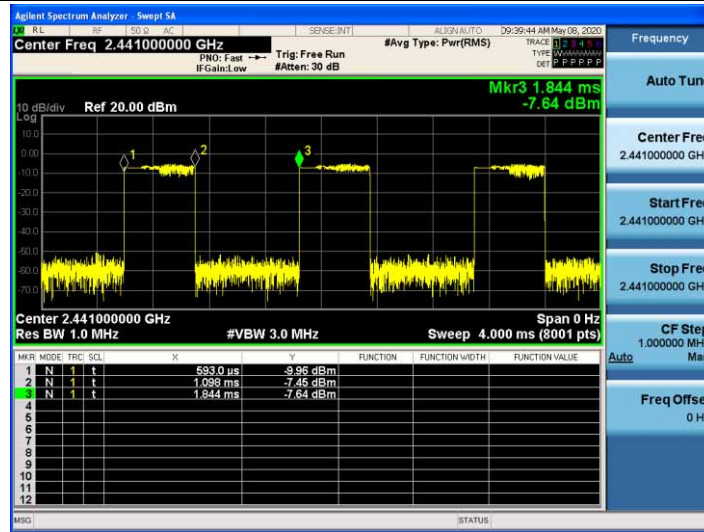 Agilent Spectrum Analyzer - Swept SA
RL RF 50 Ω AC SENSE:INT ALIGN AUTO 09:39:44 AM May 08, 2020
Center Freq 2.441000000 GHz #Avg Type: Pwr(RMS) TRACE 1 2 3 4 5 6
PNO: Fast Trig: Free Run TYPE
IFGain:Low #Atten: 30 dB DET P P P P P P
Mkr3 1.844 ms
-7.64 dBm
10 dB/div Ref 20.00 dBm
Log
10.0
0.00
-10.0
-20.0
-30.0
-40.0
-50.0
-60.0
-70.0
1
2
3
Center 2.441000000 GHz Span 0 Hz
Res BW 1.0 MHz #VBW 3.0 MHz Sweep 4.000 ms (8001 pts)
MKR MODE TRC SCL X Y FUNCTION FUNCTION WIDTH FUNCTION VALUE
1 N 1 t 593.0 µs -9.96 dBm
2 N 1 t 1.098 ms -7.45 dBm
3 N 1 t 1.844 ms -7.64 dBm
4
5
6
7
8
9
10
11
12
MSG STATUS
Frequency
Auto Tun
Center Fre
2.441000000 GH
Start Fre
2.441000000 GH
Stop Fre
2.441000000 GH
CF Step
1.000000 MH
Auto Ma
Freq Offse
0 H